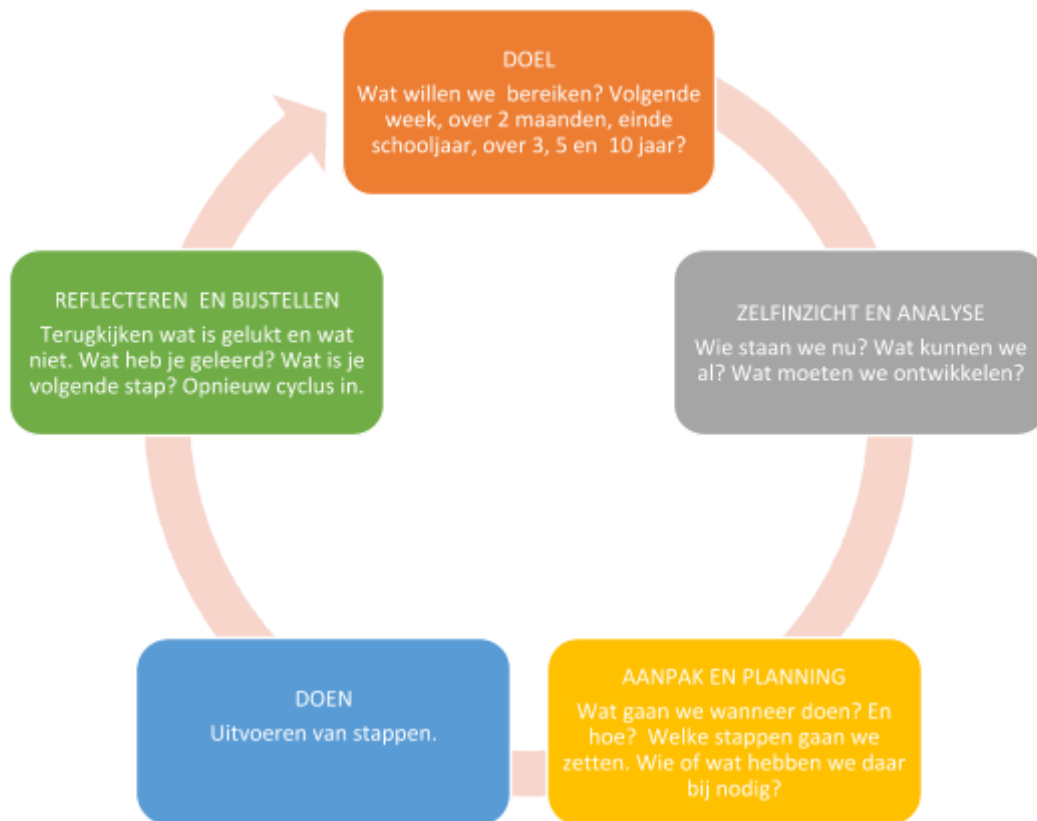 DOEL
Wat willen we bereiken? Volgende
week, over 2 maanden, einde
schooljaar, over 3, 5 en 10 jaar?
ZELFINZICHT EN ANALYSE
Wie staan we nu? Wat kunnen we
al? Wat moeten we ontwikkelen?
AANPAK EN PLANNING
Wat gaan we wanneer doen? En
hoe? Welke stappen gaan we
zetten. Wie of wat hebben we daar
bij nodig?
DOEN
Uitvoeren van stappen.
REFLECTEREN EN BIJSTELLEN
Terugkijken wat is gelukt en wat
niet. Wat heb je geleerd? Wat is je
volgende stap? Opnieuw cyclus in.